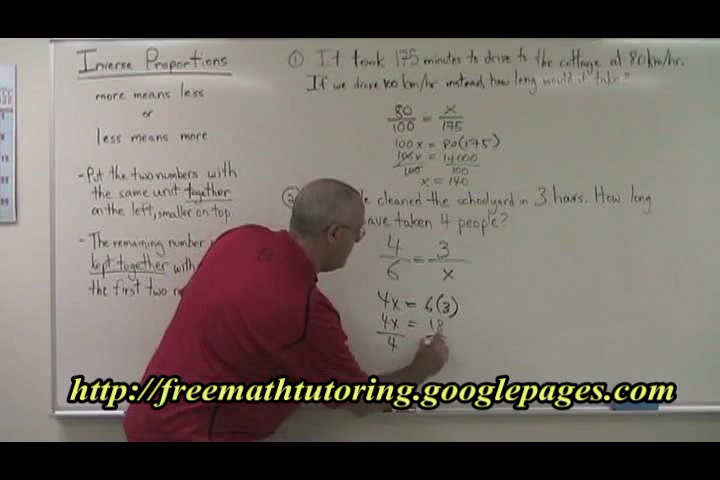 Inverse Proportions
more means less
or
less means more
-Put the two numbers with
the same unit together
on the left, smaller on top.
-The remaining number
kept together with
the first two
① It took 175 minutes to drive to the cottage at 80km/hr.
If we drove 100 km/hr instead, how long would it take?
80/100 = x/175
100x = 80(175)
100x/100 = 14000/100
x = 140
② cleaned the schoolyard in 3 hours. How long
taken 4 people?
4/6 = 3/x
4x = 6(3)
4x/4 = 18
http://freemathtutoring.googlepages.com